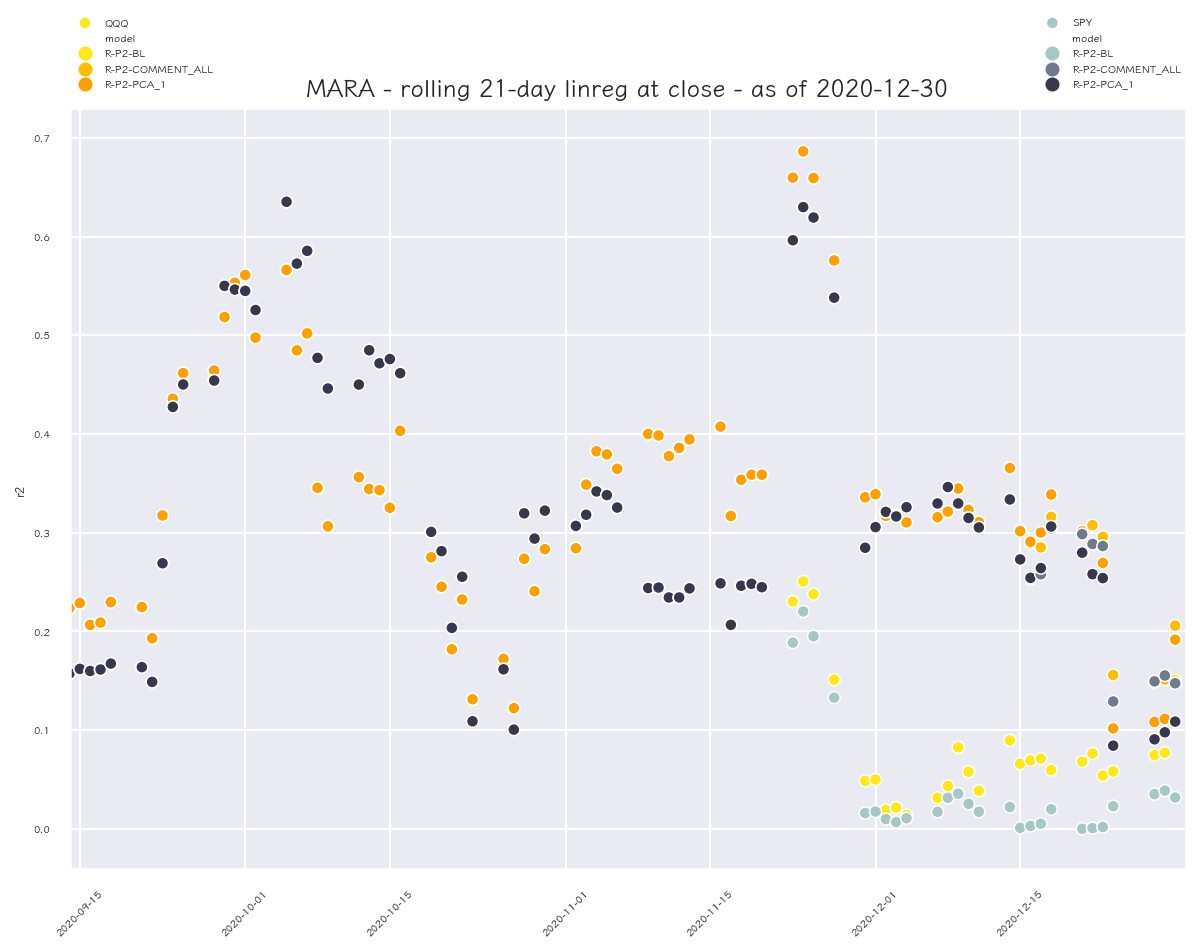 QQQ
model
R-P2-BL
R-P2-COMMENT_ALL
R-P2-PCA_1
SPY
model
R-P2-BL
R-P2-COMMENT_ALL
R-P2-PCA_1
MARA - rolling 21-day linreg at close - as of 2020-12-30
0.7
0.6
0.5
0.4
0.3
0.2
0.1
0.0
r2
2020-09-15
2020-10-01
2020-10-15
2020-11-01
2020-11-15
2020-12-01
2020-12-15